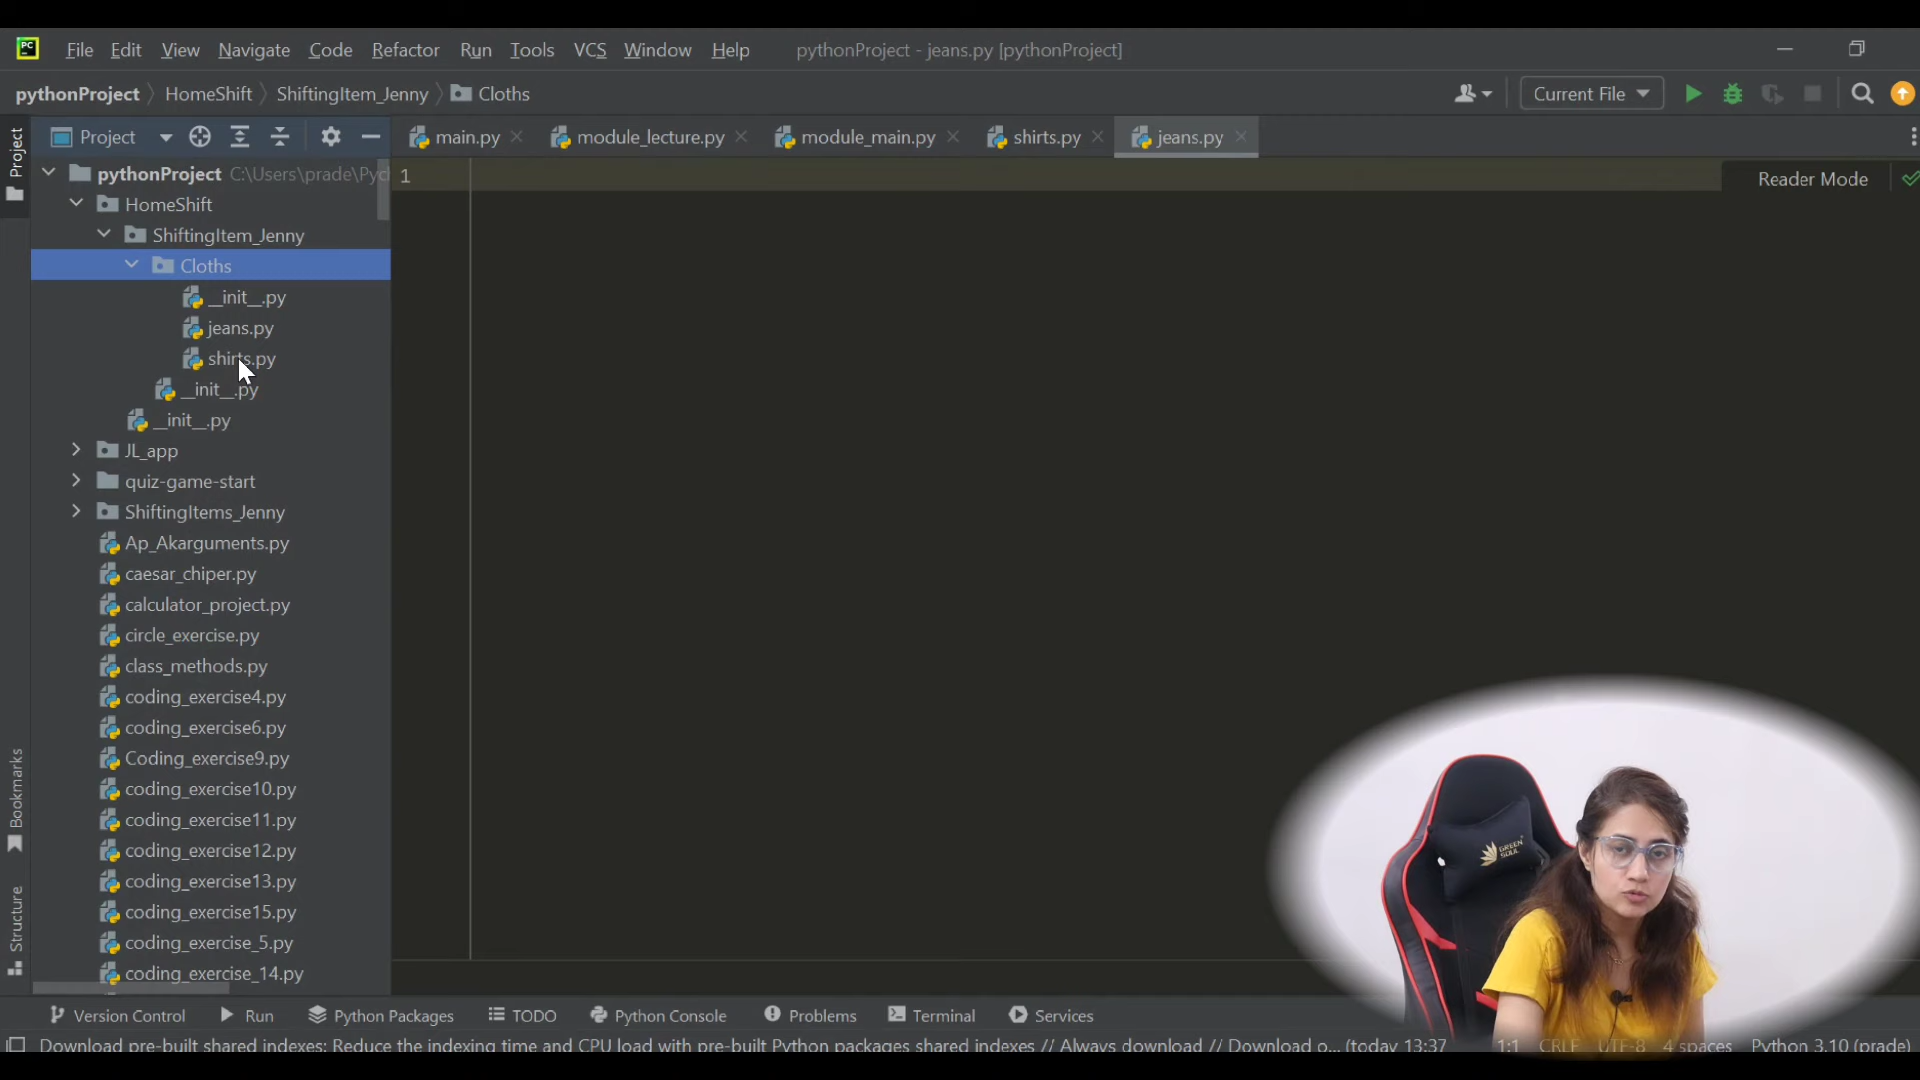 PC File Edit View Navigate Code Refactor Run Tools VCS Window Help pythonProject - jeans.py [pythonProject]
pythonProject HomeShift ShiftingItem_Jenny Cloths Current File
Project main.py module_lecture.py module_main.py shirts.py jeans.py
Project
pythonProject C:\Users\prade\Pyc 1 Reader Mode
HomeShift
ShiftingItem_Jenny
Cloths
__init__.py
jeans.py
shirts.py
__init__.py
__init__.py
JL_app
quiz-game-start
ShiftingItems_Jenny
Ap_Akarguments.py
caesar_chiper.py
calculator_project.py
circle_exercise.py
class_methods.py
coding_exercise4.py
coding_exercise6.py
Coding_exercise9.py
coding_exercise10.py
coding_exercise11.py
coding_exercise12.py
coding_exercise13.py
coding_exercise15.py
coding_exercise_5.py
coding_exercise_14.py
Bookmarks
Structure
GREEN
SOUL
Version Control Run Python Packages TODO Python Console Problems Terminal Services
Download pre-built shared indexes: Reduce the indexing time and CPU load with pre-built Python packages shared indexes // Always download // Download o... (today 13:37 1:1 CRLF UTF-8 4 spaces Python 3.10 (prade)